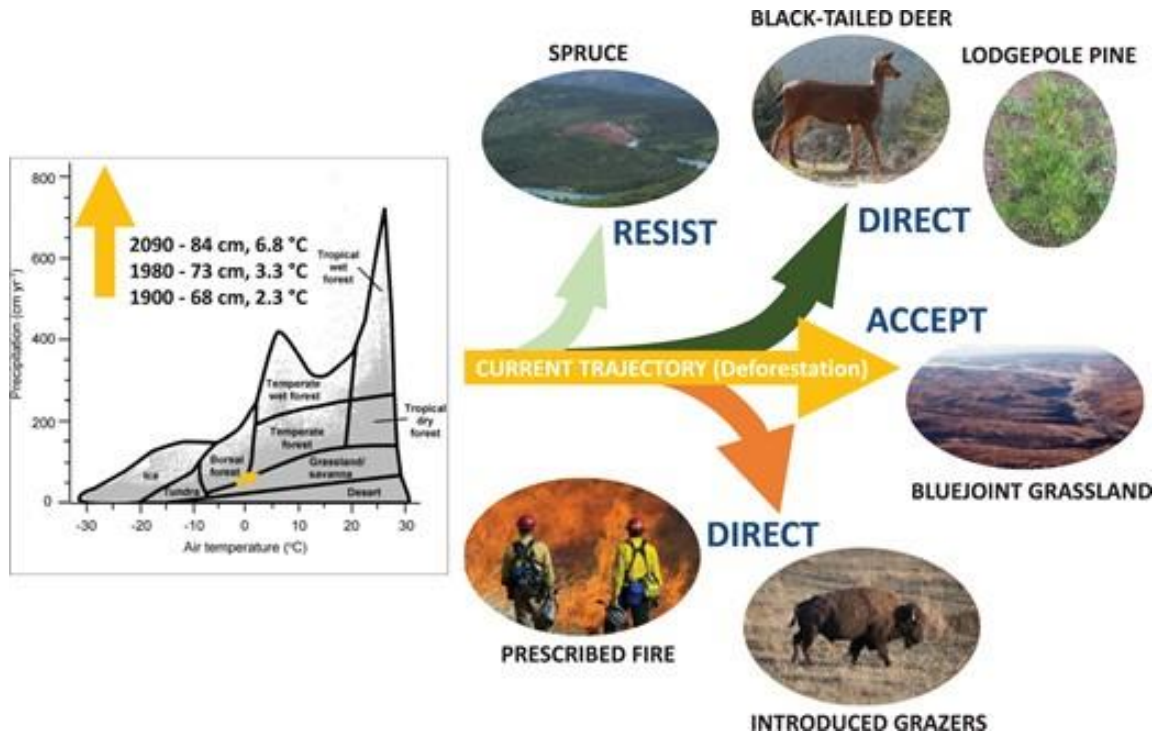 BLACK-TAILED DEER
SPRUCE
LODGEPOLE PINE
RESIST
DIRECT
ACCEPT
CURRENT TRAJECTORY (Deforestation)
BLUEJOINT GRASSLAND
DIRECT
PRESCRIBED FIRE
INTRODUCED GRAZERS
Precipitation (cm yr⁻¹)
800
600
400
200
0
2090 - 84 cm, 6.8 °C
1980 - 73 cm, 3.3 °C
1900 - 68 cm, 2.3 °C
Tropical
wet
forest
Temperate
wet forest
Tropical
dry
forest
Temperate
forest
Boreal
forest
Grassland/
savanna
Ice
Tundra
Desert
-30
-20
-10
0
10
20
30
Air temperature (°C)